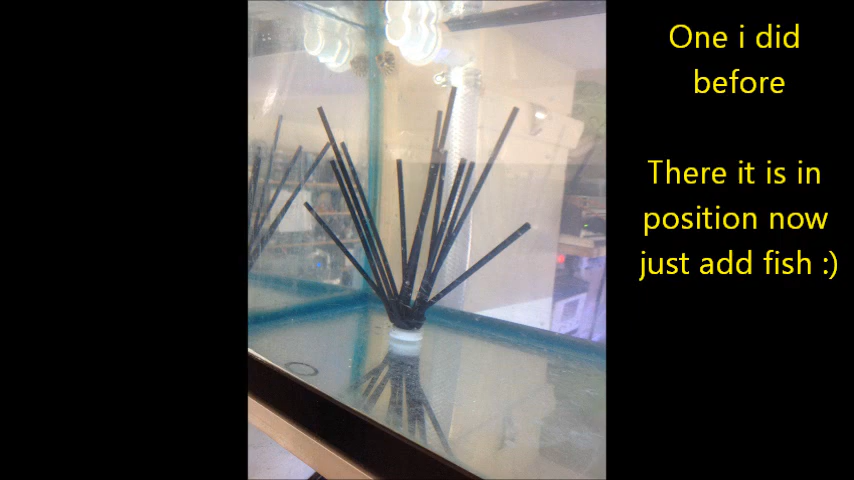 One i did
before
There it is in
position now
just add fish :)